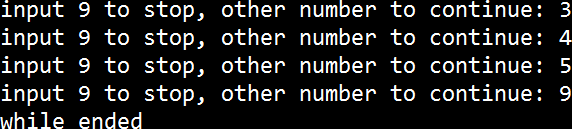 input 9 to stop, other number to continue: 3
input 9 to stop, other number to continue: 4
input 9 to stop, other number to continue: 5
input 9 to stop, other number to continue: 9
while ended